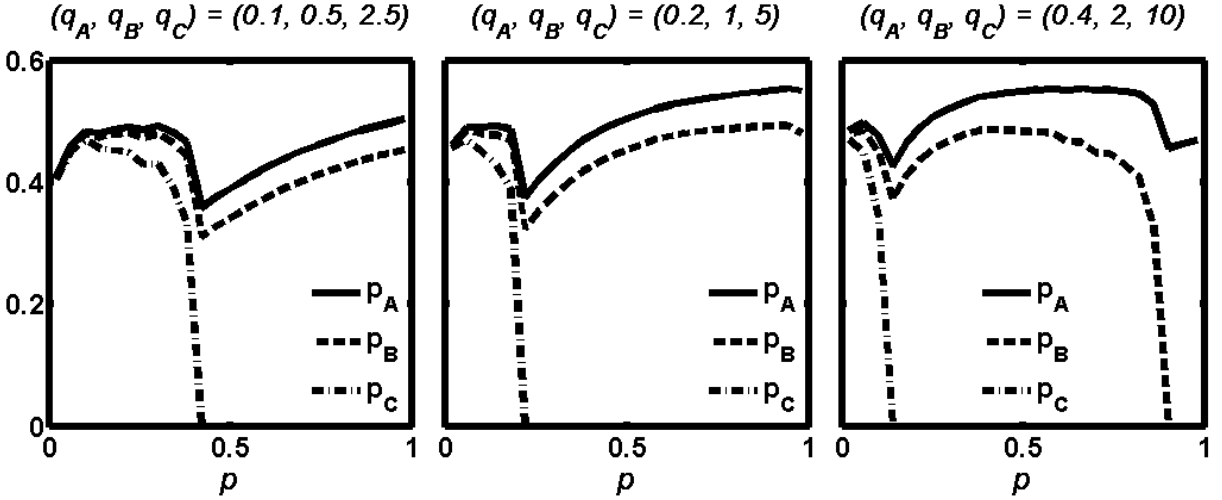 (q_A, q_B, q_C) = (0.1, 0.5, 2.5)
(q_A, q_B, q_C) = (0.2, 1, 5)
(q_A, q_B, q_C) = (0.4, 2, 10)
0.6
0.4
0.2
0
p_A
p_B
p_C
p_A
p_B
p_C
p_A
p_B
p_C
0 0.5 1
0 0.5 1
0 0.5 1
p
p
p